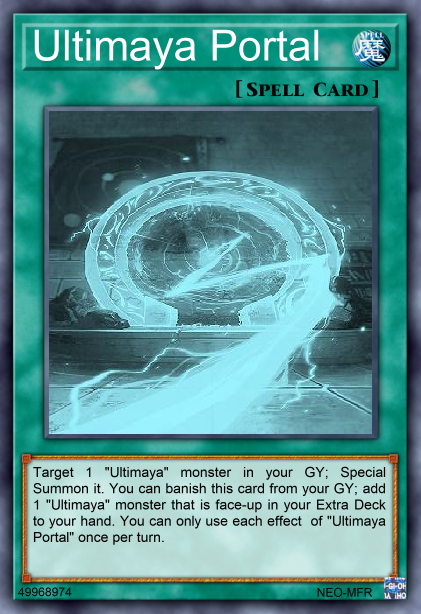 Ultimaya Portal
SPELL
魔
[ SPELL CARD ]
Target 1 "Ultimaya" monster in your GY; Special
Summon it. You can banish this card from your GY; add
1 "Ultimaya" monster that is face-up in your Extra Deck
to your hand. You can only use each effect of "Ultimaya
Portal" once per turn.
49968974
NEO-MFR